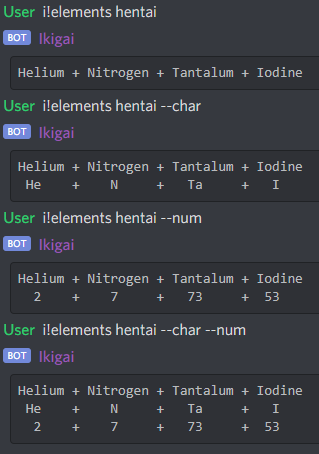 User i!elements hentai
BOT Ikigai
Helium + Nitrogen + Tantalum + Iodine
User i!elements hentai --char
BOT Ikigai
Helium + Nitrogen + Tantalum + Iodine
He + N + Ta + I
User i!elements hentai --num
BOT Ikigai
Helium + Nitrogen + Tantalum + Iodine
2 + 7 + 73 + 53
User i!elements hentai --char --num
BOT Ikigai
Helium + Nitrogen + Tantalum + Iodine
He + N + Ta + I
2 + 7 + 73 + 53